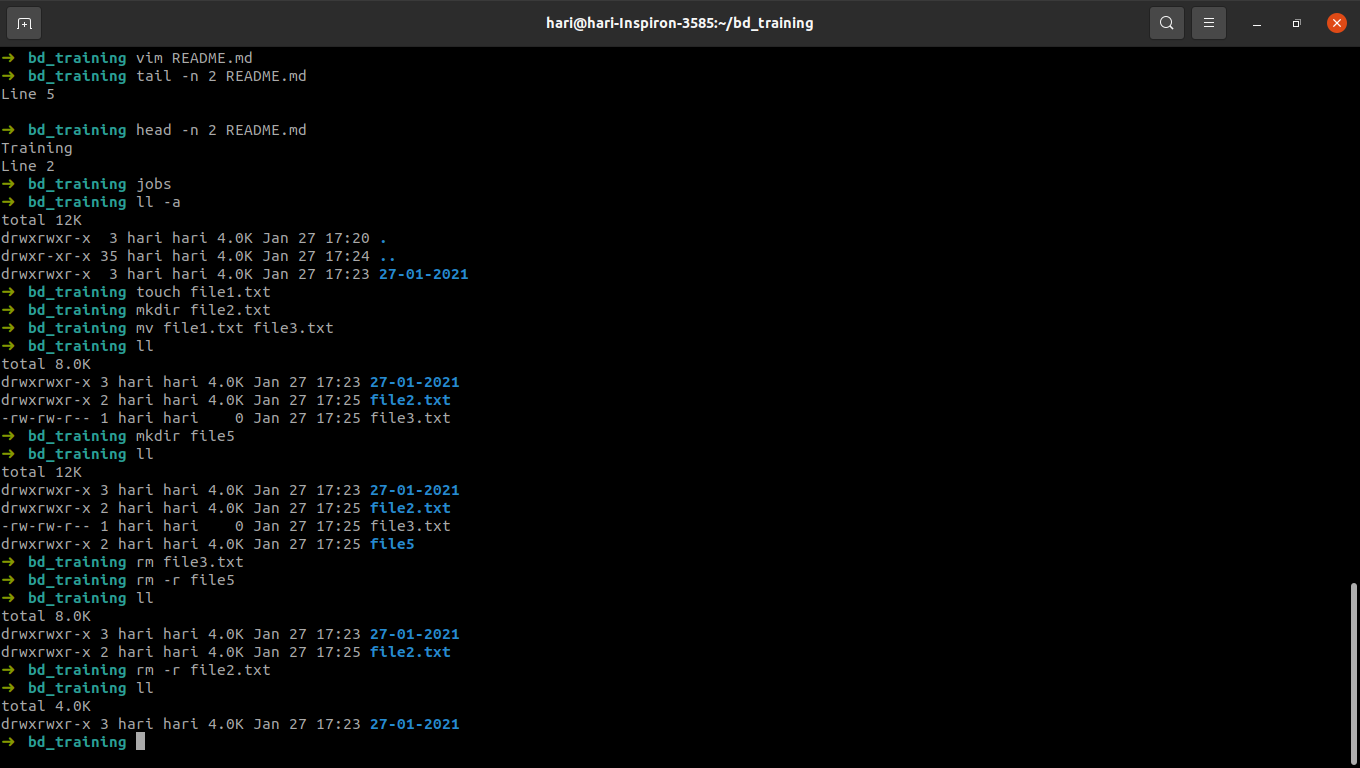 hari@hari-Inspiron-3585:~/bd_training
➜  bd_training vim README.md
➜  bd_training tail -n 2 README.md
Line 5

➜  bd_training head -n 2 README.md
Training
Line 2
➜  bd_training jobs
➜  bd_training ll -a
total 12K
drwxrwxr-x  3 hari hari 4.0K Jan 27 17:20 .
drwxr-xr-x 35 hari hari 4.0K Jan 27 17:24 ..
drwxrwxr-x  3 hari hari 4.0K Jan 27 17:23 27-01-2021
➜  bd_training touch file1.txt
➜  bd_training mkdir file2.txt
➜  bd_training mv file1.txt file3.txt
➜  bd_training ll
total 8.0K
drwxrwxr-x 3 hari hari 4.0K Jan 27 17:23 27-01-2021
drwxrwxr-x 2 hari hari 4.0K Jan 27 17:25 file2.txt
-rw-rw-r-- 1 hari hari    0 Jan 27 17:25 file3.txt
➜  bd_training mkdir file5
➜  bd_training ll
total 12K
drwxrwxr-x 3 hari hari 4.0K Jan 27 17:23 27-01-2021
drwxrwxr-x 2 hari hari 4.0K Jan 27 17:25 file2.txt
-rw-rw-r-- 1 hari hari    0 Jan 27 17:25 file3.txt
drwxrwxr-x 2 hari hari 4.0K Jan 27 17:25 file5
➜  bd_training rm file3.txt
➜  bd_training rm -r file5
➜  bd_training ll
total 8.0K
drwxrwxr-x 3 hari hari 4.0K Jan 27 17:23 27-01-2021
drwxrwxr-x 2 hari hari 4.0K Jan 27 17:25 file2.txt
➜  bd_training rm -r file2.txt
➜  bd_training ll
total 4.0K
drwxrwxr-x 3 hari hari 4.0K Jan 27 17:23 27-01-2021
➜  bd_training